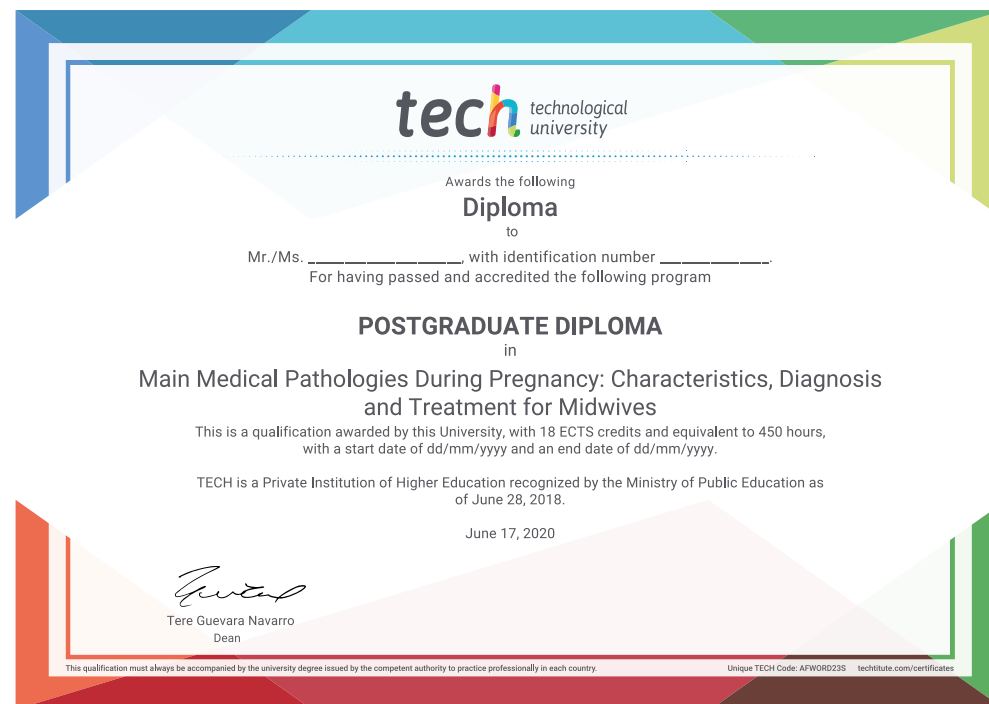 tech technological
university
Awards the following
Diploma
to
Mr./Ms. ____________________, with identification number ______________.
For having passed and accredited the following program
POSTGRADUATE DIPLOMA
in
Main Medical Pathologies During Pregnancy: Characteristics, Diagnosis
and Treatment for Midwives
This is a qualification awarded by this University, with 18 ECTS credits and equivalent to 450 hours,
with a start date of dd/mm/yyyy and an end date of dd/mm/yyyy.
TECH is a Private Institution of Higher Education recognized by the Ministry of Public Education as
of June 28, 2018.
June 17, 2020
Tere Guevara Navarro
Dean
This qualification must always be accompanied by the university degree issued by the competent authority to practice professionally in each country.
Unique TECH Code: AFWORD23S techtitute.com/certificates